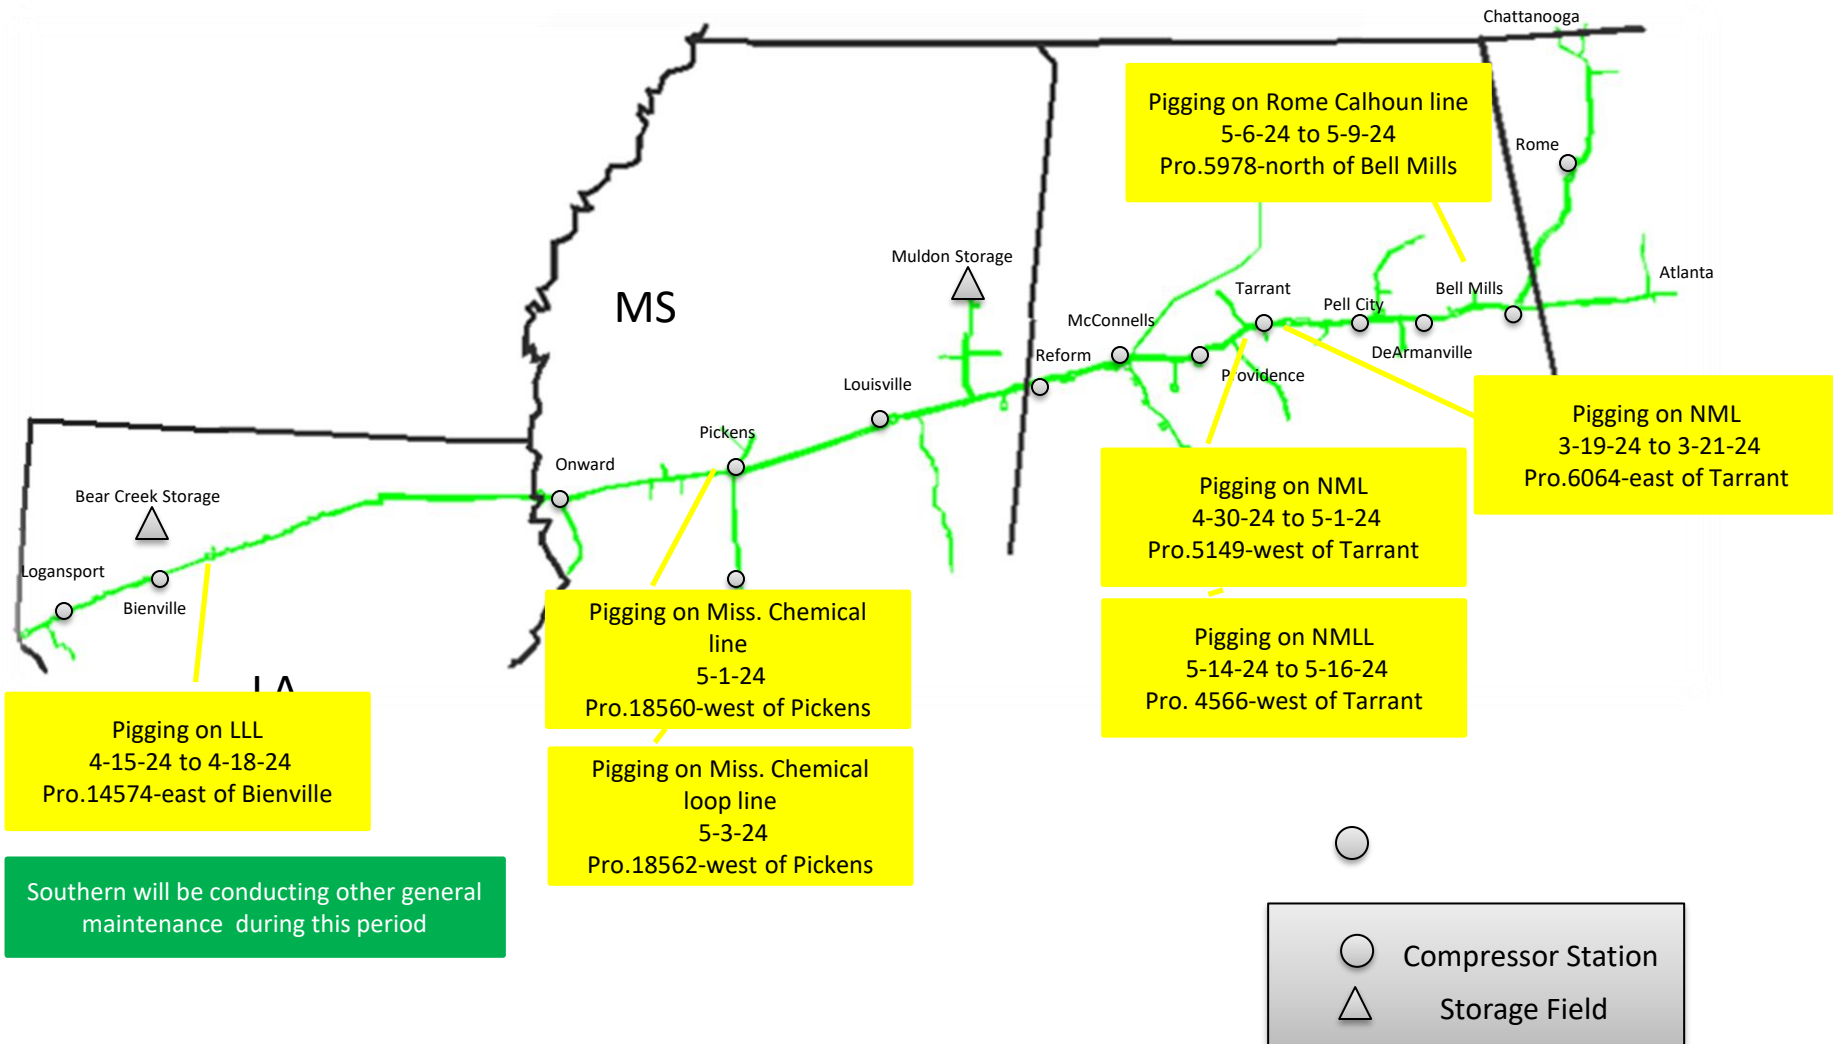 Chattanooga
Pigging on Rome Calhoun line
5-6-24 to 5-9-24
Pro.5978-north of Bell Mills
Rome
Muldon Storage
Atlanta
Tarrant
Bell Mills
Pell City
MS
McConnells
DeArmanville
Reform
Providence
Louisville
Pigging on NML
3-19-24 to 3-21-24
Pro.6064-east of Tarrant
Pickens
Onward
Pigging on NML
4-30-24 to 5-1-24
Pro.5149-west of Tarrant
Bear Creek Storage
Logansport
Bienville
Pigging on Miss. Chemical
line
5-1-24
Pro.18560-west of Pickens
Pigging on NMLL
5-14-24 to 5-16-24
Pro. 4566-west of Tarrant
LA
Pigging on LLL
4-15-24 to 4-18-24
Pro.14574-east of Bienville
Pigging on Miss. Chemical
loop line
5-3-24
Pro.18562-west of Pickens
Southern will be conducting other general
maintenance during this period
Compressor Station
Storage Field